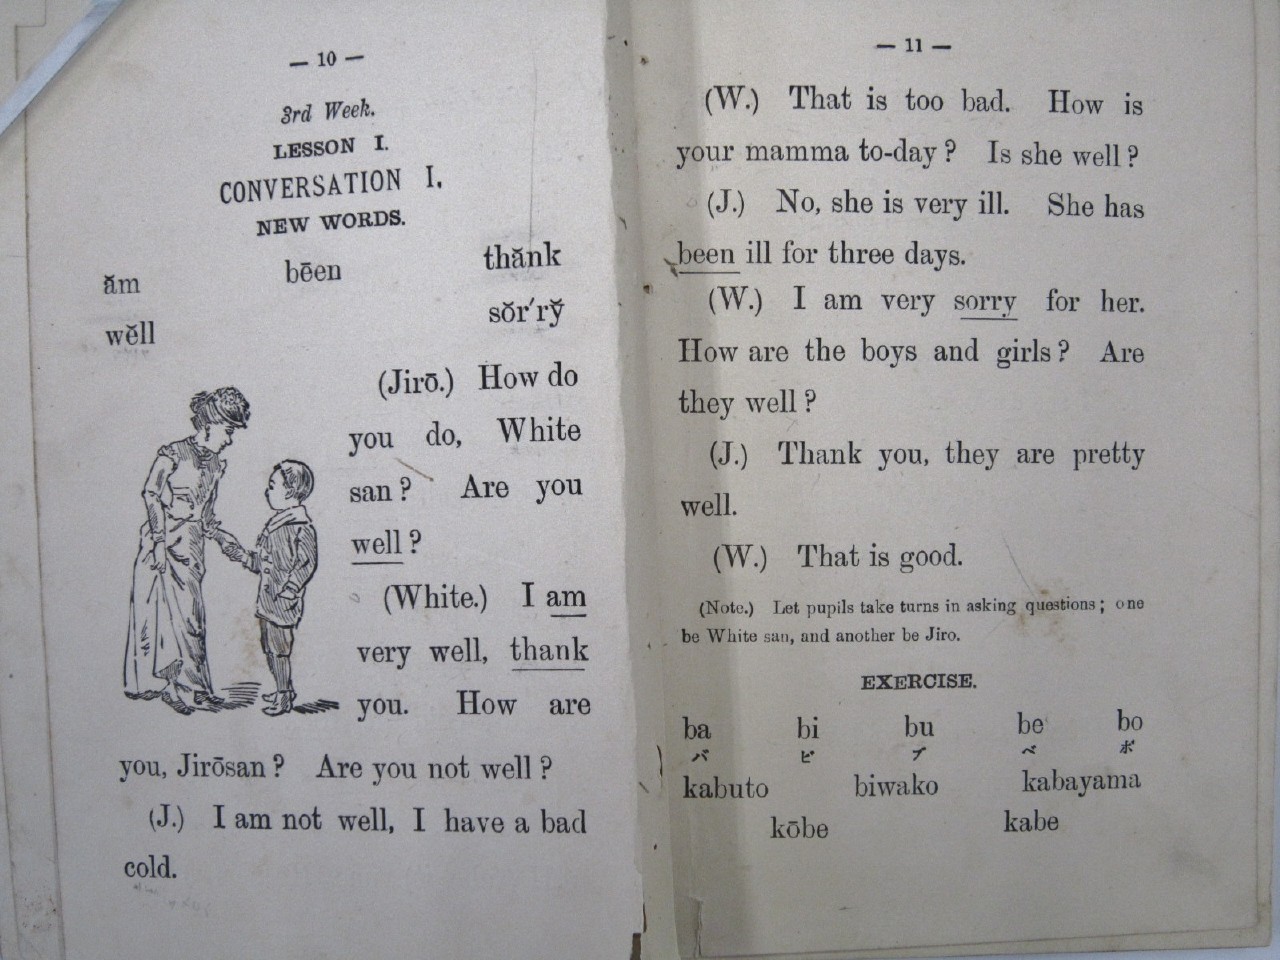 — 10 —
3rd Week.
LESSON I.
CONVERSATION I.
NEW WORDS.
ăm bēen thănk
wĕll sŏr′rў
(Jirō.) How do
you do, White
san? Are you
well?
(White.) I am
very well, thank
you. How are
you, Jirōsan? Are you not well?
(J.) I am not well, I have a bad
cold.
— 11 —
(W.) That is too bad. How is
your mamma to-day? Is she well?
(J.) No, she is very ill. She has
been ill for three days.
(W.) I am very sorry for her.
How are the boys and girls? Are
they well?
(J.) Thank you, they are pretty
well.
(W.) That is good.
(Note.) Let pupils take turns in asking questions; one
be White san, and another be Jiro.
EXERCISE.
ba bi bu be bo
バ ビ ブ ベ ボ
kabuto biwako kabayama
kōbe kabe